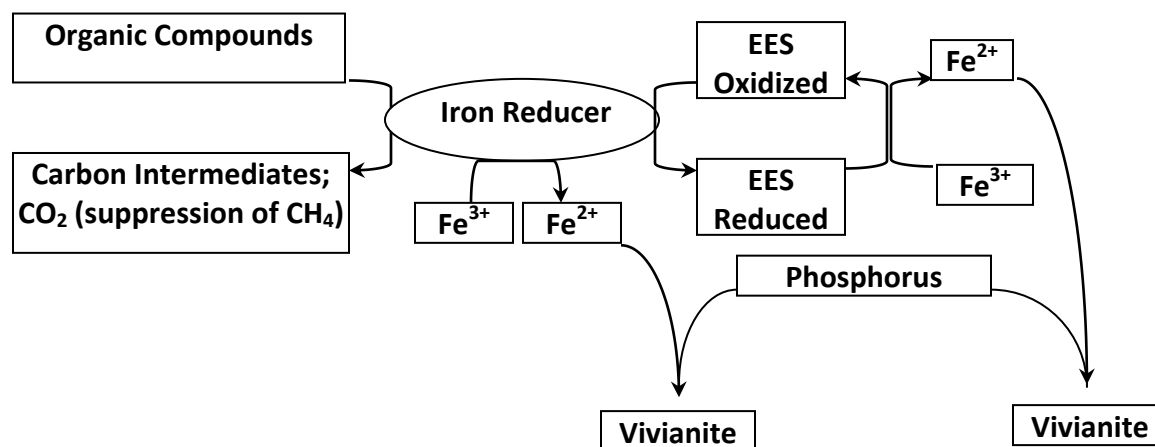 Organic Compounds
EES
Oxidized
Fe²⁺
Iron Reducer
Carbon Intermediates;
CO₂ (suppression of CH₄)
EES
Reduced
Fe³⁺
Fe³⁺
Fe²⁺
Phosphorus
Vivianite
Vivianite